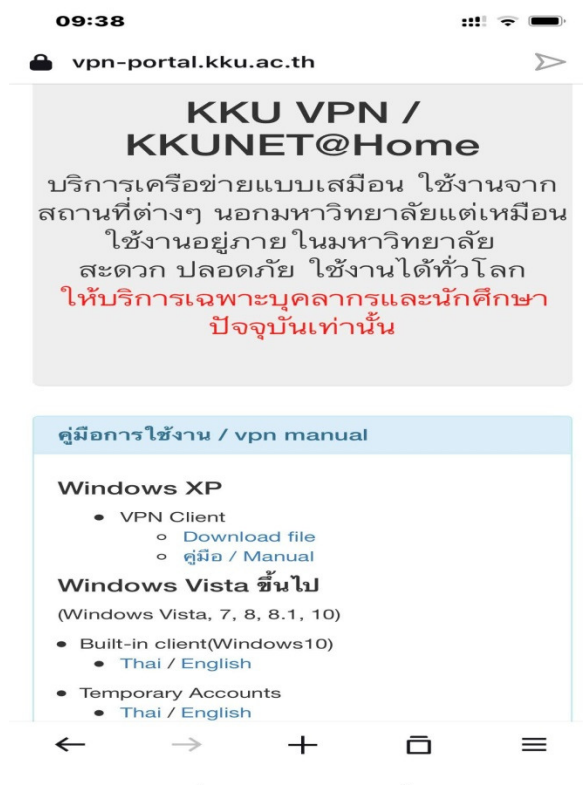 09:38
vpn-portal.kku.ac.th
KKU VPN /
KKUNET@Home
บริการเครือข่ายแบบเสมือน ใช้งานจาก
สถานที่ต่างๆ นอกมหาวิทยาลัยแต่เหมือน
ใช้งานอยู่ภายในมหาวิทยาลัย
สะดวก ปลอดภัย ใช้งานได้ทั่วโลก
ให้บริการเฉพาะบุคลากรและนักศึกษา
ปัจจุบันเท่านั้น
คู่มือการใช้งาน / vpn manual
Windows XP
• VPN Client
○ Download file
○ คู่มือ / Manual
Windows Vista ขึ้นไป
(Windows Vista, 7, 8, 8.1, 10)
• Built-in client(Windows10)
• Thai / English
• Temporary Accounts
• Thai / English